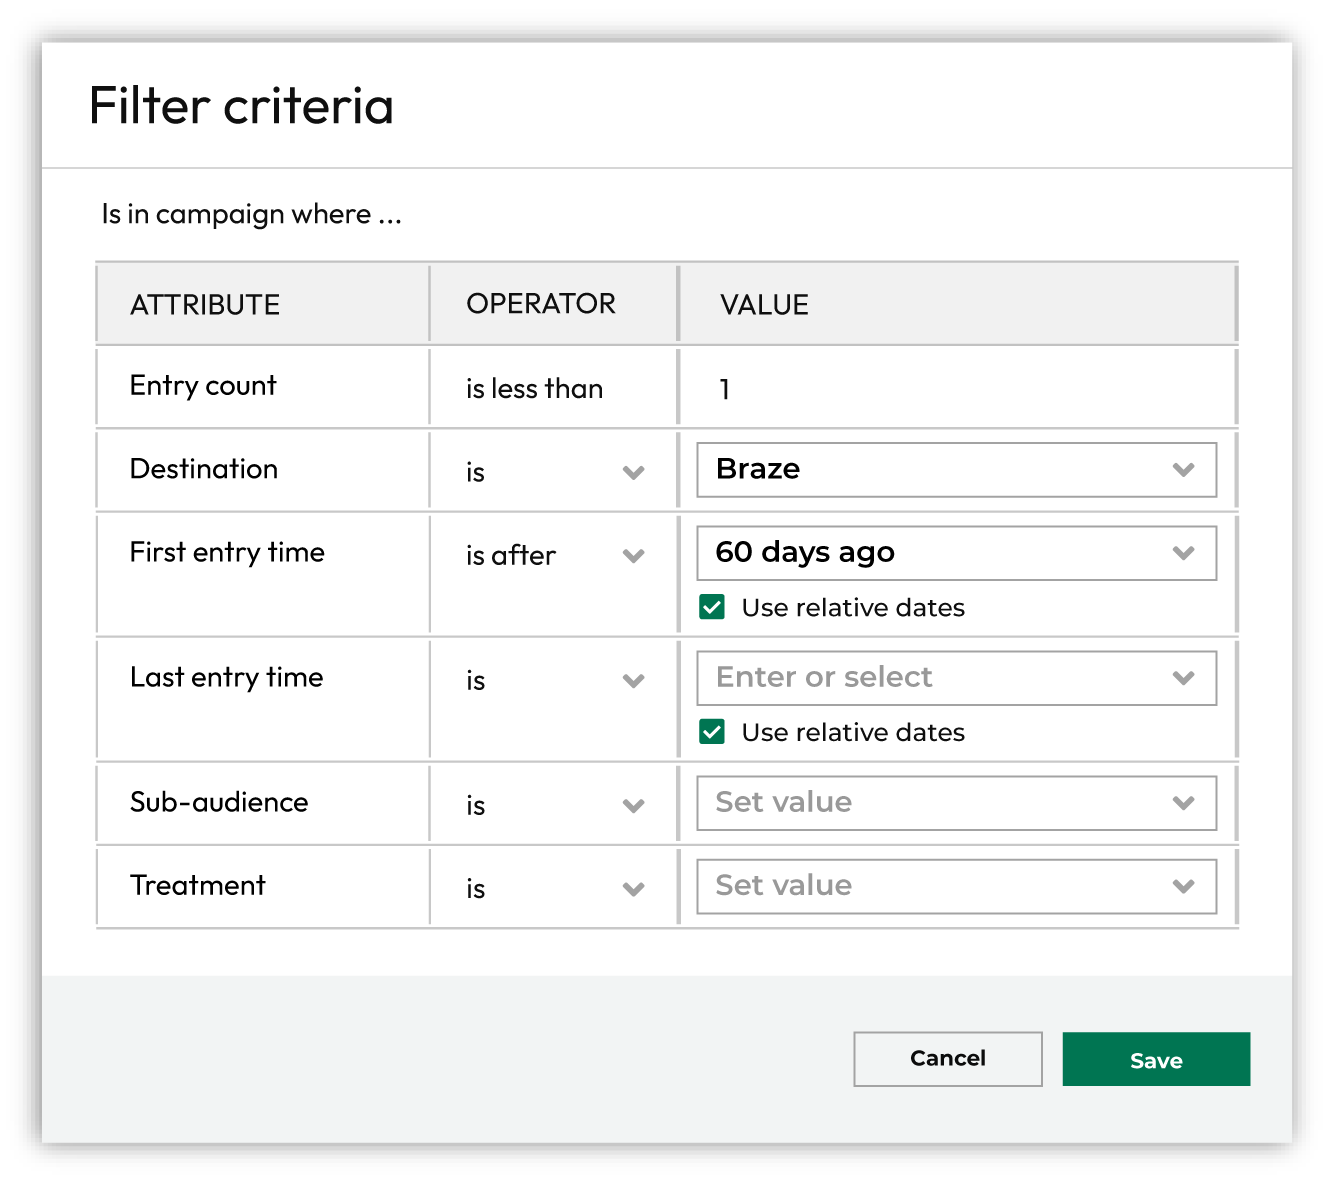 Filter criteria
Is in campaign where ...
ATTRIBUTE OPERATOR VALUE
Entry count is less than 1
Destination is Braze
First entry time is after 60 days ago
Use relative dates
Last entry time is Enter or select
Use relative dates
Sub-audience is Set value
Treatment is Set value
Cancel Save